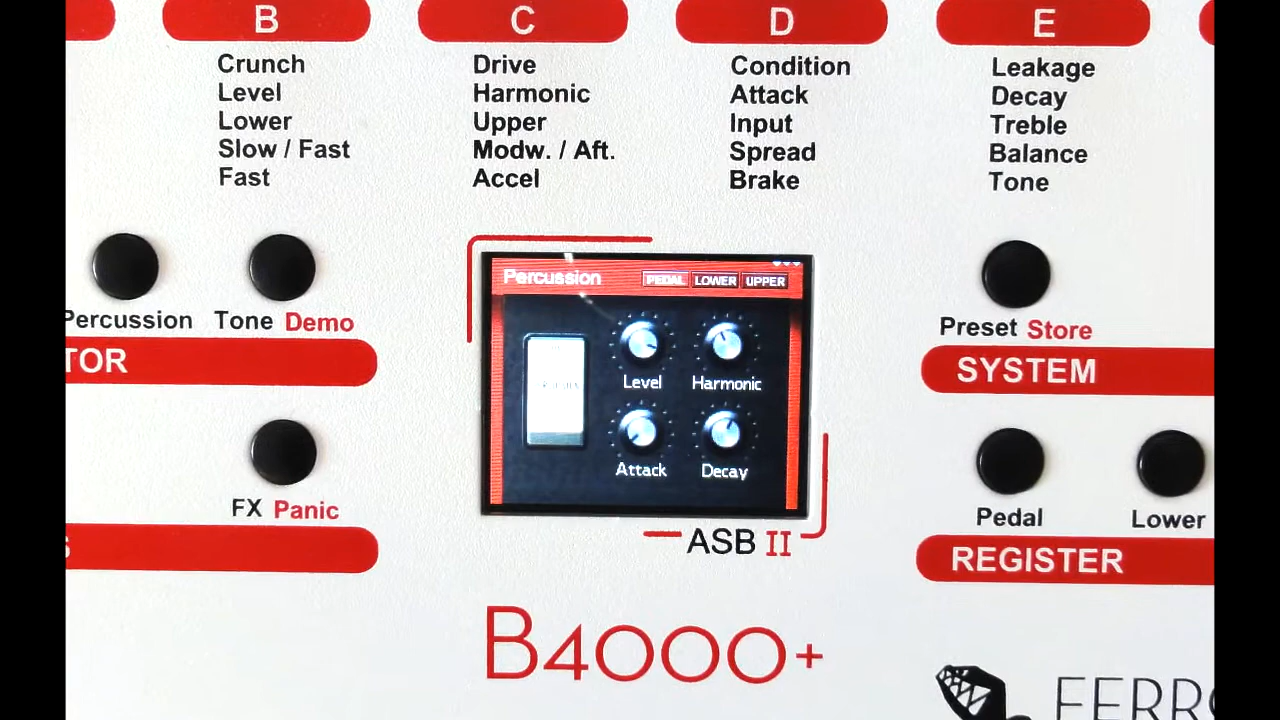 B
Crunch
Level
Lower
Slow / Fast
Fast
C
Drive
Harmonic
Upper
Modw. / Aft.
Accel
D
Condition
Attack
Input
Spread
Brake
E
Leakage
Decay
Treble
Balance
Tone
Percussion
Tone Demo
TOR
FX Panic
Percussion PEDAL LOWER UPPER
Level Harmonic
Attack Decay
ASB II
B4000+
Preset Store
SYSTEM
Pedal Lower
REGISTER
FERRO